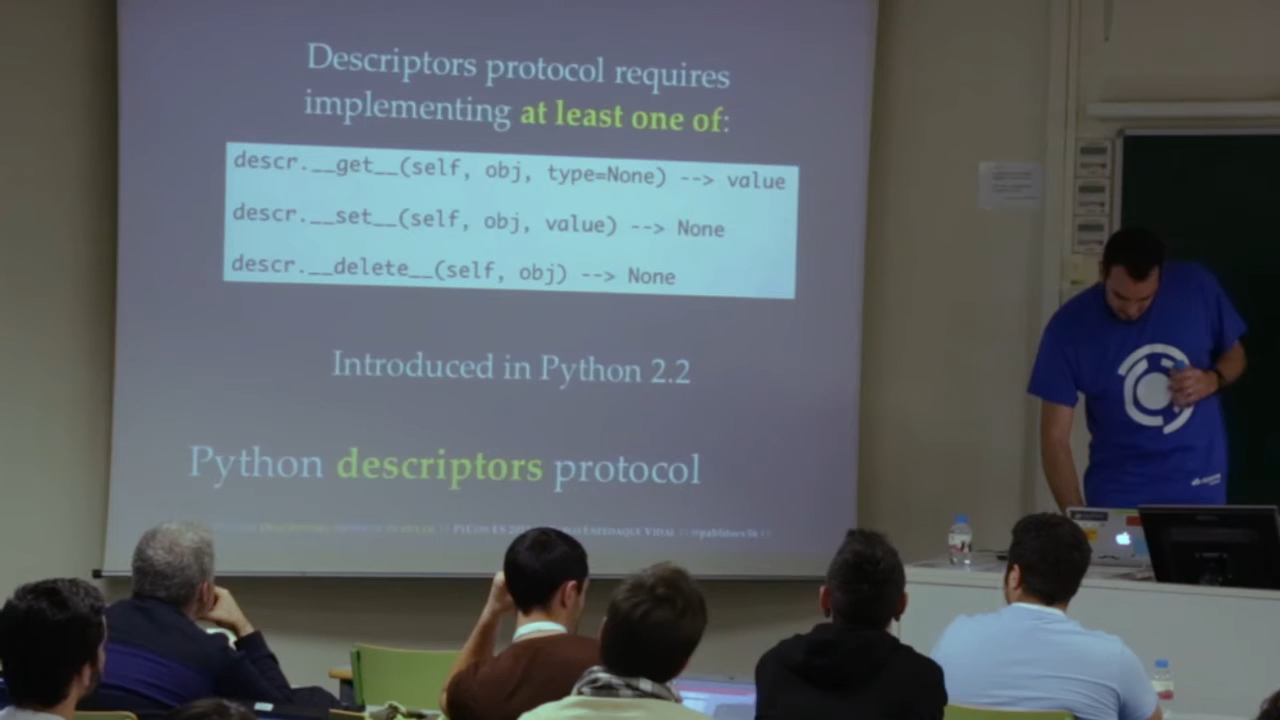 Descriptors protocol requires
implementing at least one of:
descr.__get__(self, obj, type=None) --> value
descr.__set__(self, obj, value) --> None
descr.__delete__(self, obj) --> None
Introduced in Python 2.2
Python descriptors protocol